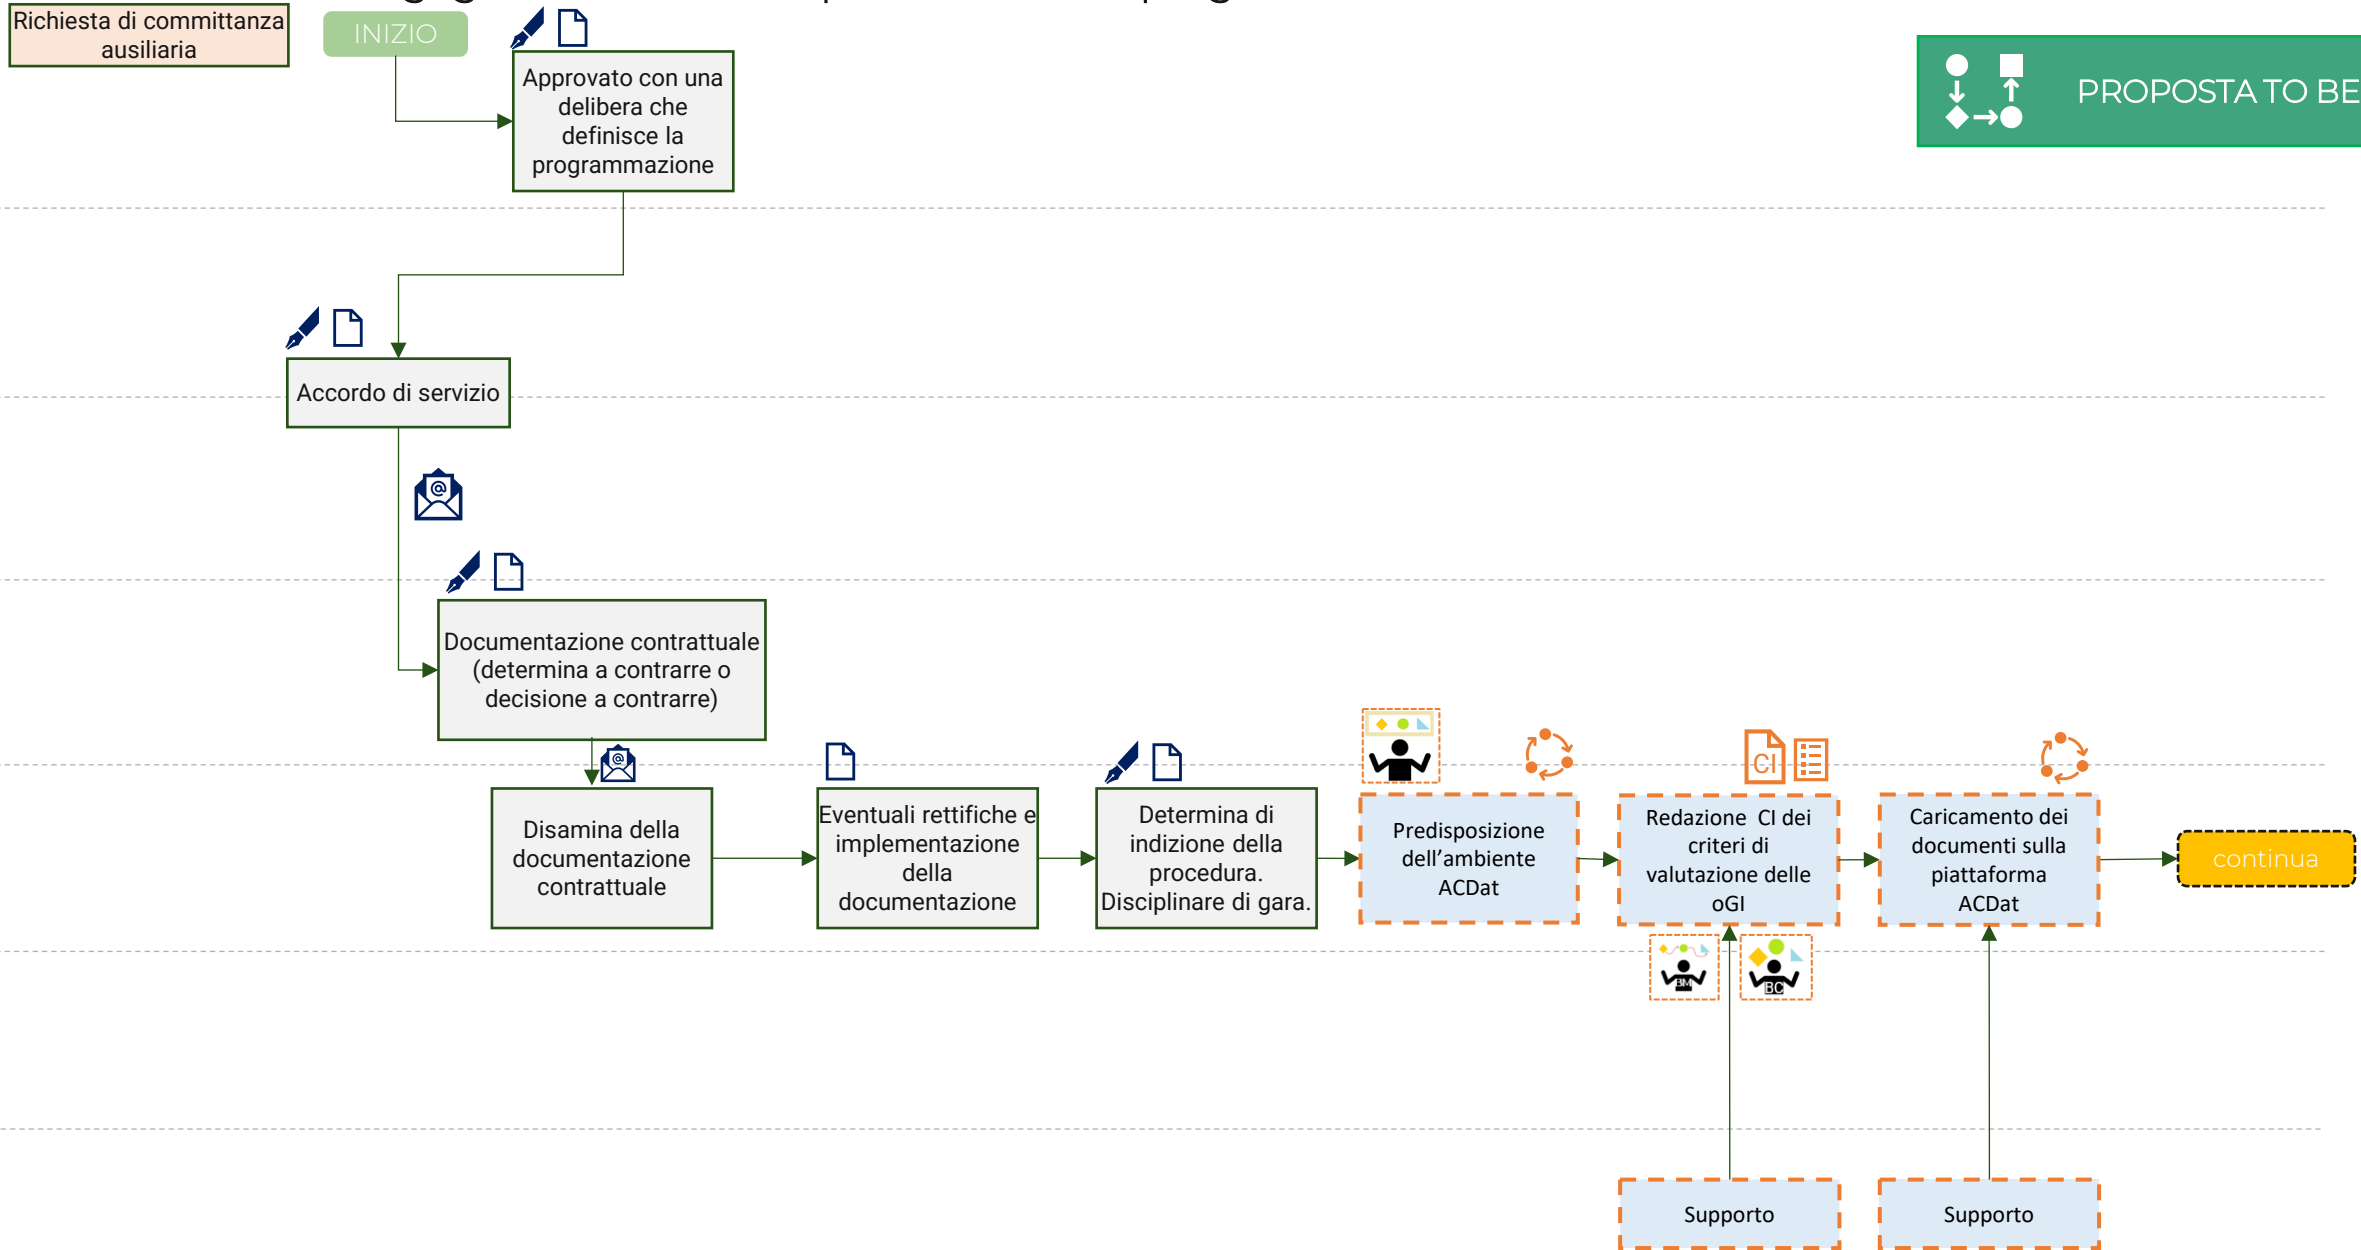 Richiesta di committanza
ausiliaria
INIZIO
Approvato con una
delibera che
definisce la
programmazione
PROPOSTA TO BE
Accordo di servizio
@
Documentazione contrattuale
(determina a contrarre o
decisione a contrarre)
@
Disamina della
documentazione
contrattuale
Eventuali rettifiche e
implementazione
della
documentazione
Determina di
indizione della
procedura.
Disciplinare di gara.
Predisposizione
dell'ambiente
ACDat
CI
Redazione CI dei
criteri di
valutazione delle
oGI
Caricamento dei
documenti sulla
piattaforma
ACDat
continua
BM
BC
Supporto
Supporto